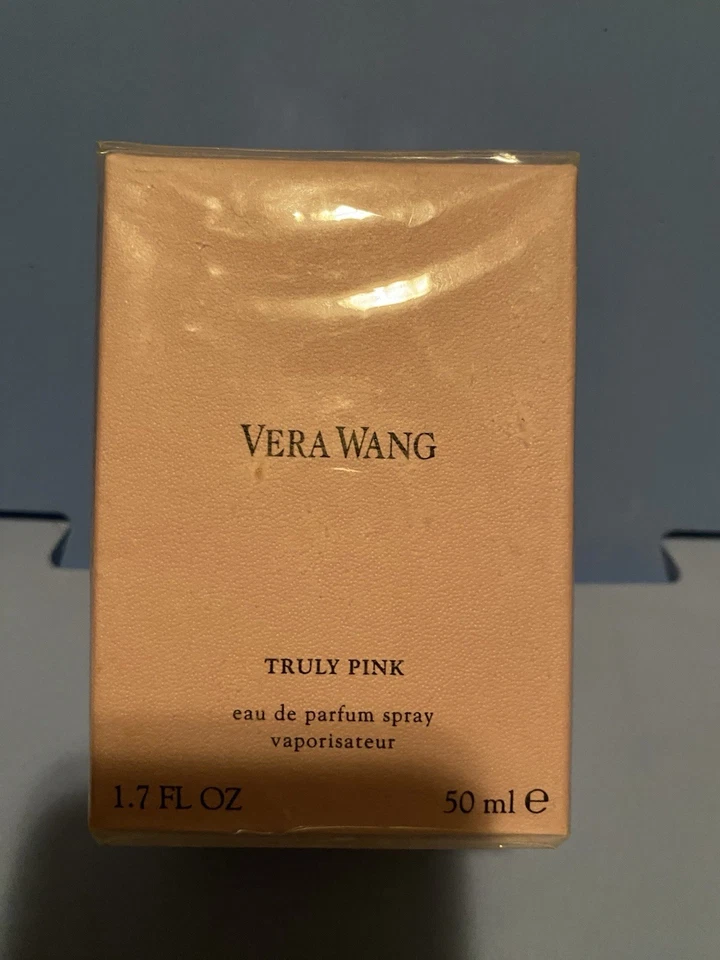 VERA WANG
TRULY PINK
eau de parfum spray
vaporisateur
1.7 FL OZ 50 ml ℮